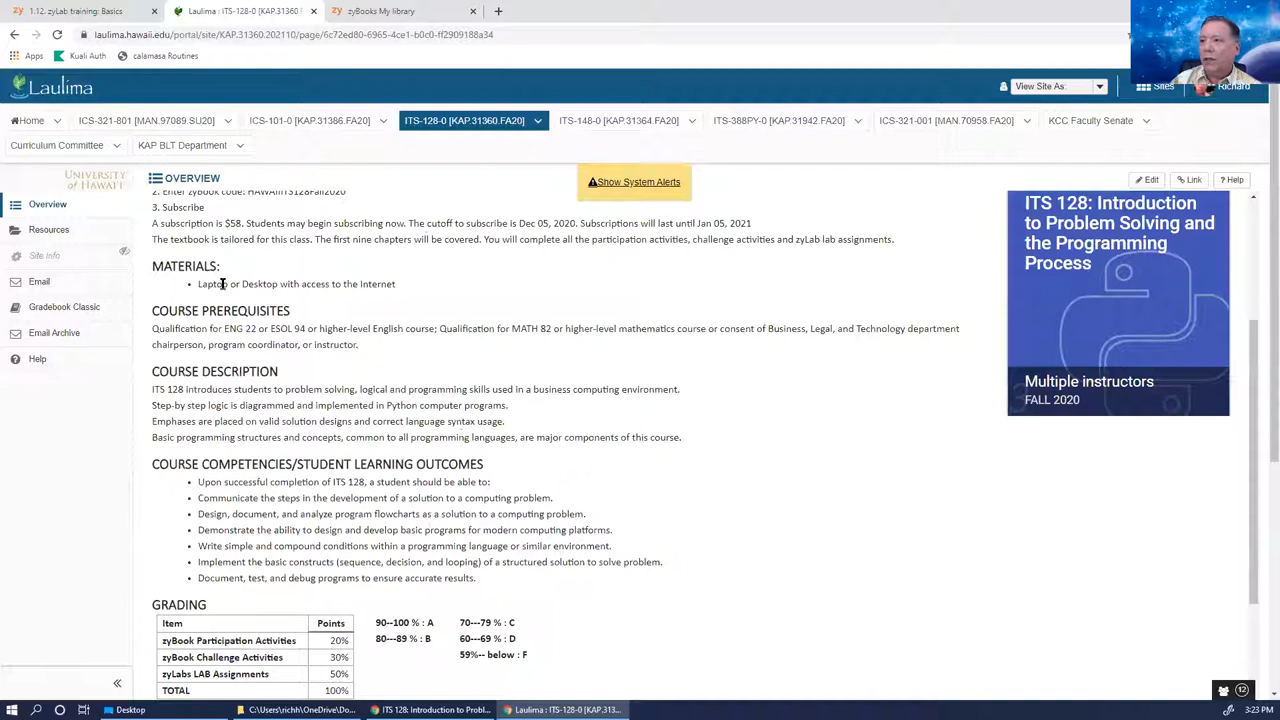 1.12. zyLab training: Basics
Laulima : ITS-128-0 [KAP.31360
zyBooks My library
laulima.hawaii.edu/portal/site/KAP.31360.202110/page/6c72ed80-6965-4ce1-b0c0-ff2909188a34
Apps
Kuali Auth
calamasa Routines
Laulima
View Site As:
Sites
Richard
Home
ICS-321-801 [MAN.97089.SU20]
ICS-101-0 [KAP.31386.FA20]
ITS-128-0 [KAP.31360.FA20]
ITS-148-0 [KAP.31364.FA20]
ITS-388PY-0 [KAP.31942.FA20]
ICS-321-001 [MAN.70958.FA20]
KCC Faculty Senate
Curriculum Committee
KAP BLT Department
UNIVERSITY
OF HAWAI'I
OVERVIEW
Show System Alerts
Edit
Link
Help
Overview
Resources
Site Info
Email
Gradebook Classic
Email Archive
Help
2. Enter zyBook code: HAWAIIITS128Fall2020
3. Subscribe
A subscription is $58. Students may begin subscribing now. The cutoff to subscribe is Dec 05, 2020. Subscriptions will last until Jan 05, 2021
The textbook is tailored for this class. The first nine chapters will be covered. You will complete all the participation activities, challenge activities and zyLab lab assignments.
MATERIALS:
• Laptop or Desktop with access to the Internet
COURSE PREREQUISITES
Qualification for ENG 22 or ESOL 94 or higher-level English course; Qualification for MATH 82 or higher-level mathematics course or consent of Business, Legal, and Technology department
chairperson, program coordinator, or instructor.
COURSE DESCRIPTION
ITS 128 introduces students to problem solving, logical and programming skills used in a business computing environment.
Step-by step logic is diagrammed and implemented in Python computer programs.
Emphases are placed on valid solution designs and correct language syntax usage.
Basic programming structures and concepts, common to all programming languages, are major components of this course.
COURSE COMPETENCIES/STUDENT LEARNING OUTCOMES
• Upon successful completion of ITS 128, a student should be able to:
• Communicate the steps in the development of a solution to a computing problem.
• Design, document, and analyze program flowcharts as a solution to a computing problem.
• Demonstrate the ability to design and develop basic programs for modern computing platforms.
• Write simple and compound conditions within a programming language or similar environment.
• Implement the basic constructs (sequence, decision, and looping) of a structured solution to solve problem.
• Document, test, and debug programs to ensure accurate results.
GRADING
Item Points
zyBook Participation Activities 20%
zyBook Challenge Activities 30%
zyLabs LAB Assignments 50%
TOTAL 100%
90--100 % : A 70---79 % : C
80---89 % : B 60---69 % : D
59%-- below : F
ITS 128: Introduction
to Problem Solving and
the Programming
Process
Multiple instructors
FALL 2020
12
Desktop
C:\Users\richh\OneDrive\Do...
ITS 128: Introduction to Probl...
Laulima : ITS-128-0 [KAP.313...
3:23 PM